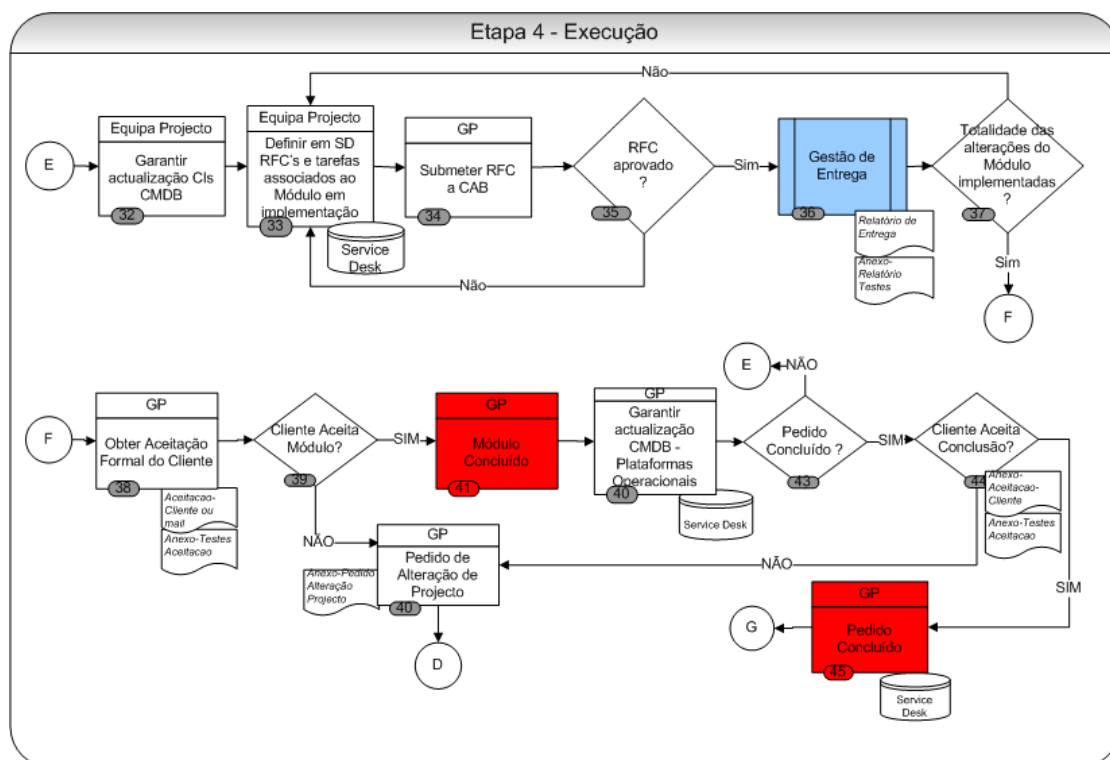 Etapa 4 - Execução
Não
E
Equipa Projecto
Garantir
actualização CIs
CMDB
32
Equipa Projecto
Definir em SD
RFC's e tarefas
associados ao
Módulo em
implementação
33
Service
Desk
GP
Submeter RFC
a CAB
34
RFC
aprovado
?
35
Sim
Não
Gestão de
Entrega
36
Relatório de
Entrega
Anexo-
Relatório
Testes
Totalidade das
alterações do
Módulo
implementadas
?
37
Sim
F
F
GP
Obter Aceitação
Formal do Cliente
38
Aceitacao-
Cliente ou
mail
Anexo-Testes
Aceitacao
Cliente Aceita
Módulo?
39
SIM
NÃO
GP
Módulo
Concluído
41
GP
Garantir
actualização
CMDB -
Plataformas
Operacionais
40
Service Desk
E
NÃO
Pedido
Concluído ?
43
SIM
Cliente Aceita
Conclusão?
44
Anexo-
Aceitacao-
Cliente
Anexo-Testes
Aceitacao
NÃO
SIM
GP
Pedido de
Alteração de
Projecto
40
Anexo-Pedido
Alteração
Projecto
D
G
GP
Pedido
Concluído
45
Service
Desk